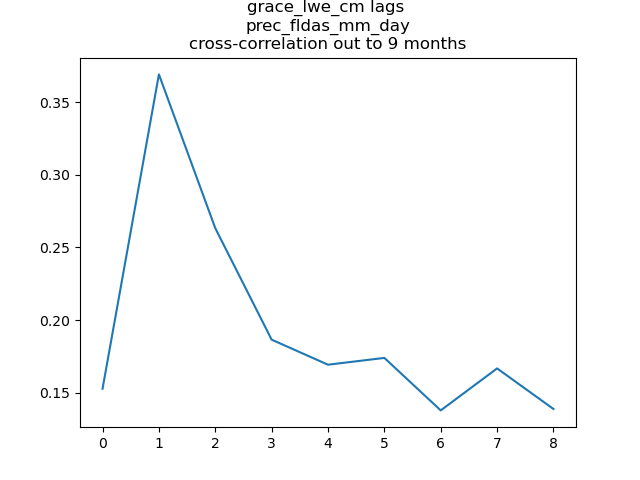 grace_lwe_cm lags
prec_fldas_mm_day
cross-correlation out to 9 months
0.35
0.30
0.25
0.20
0.15
0 1 2 3 4 5 6 7 8